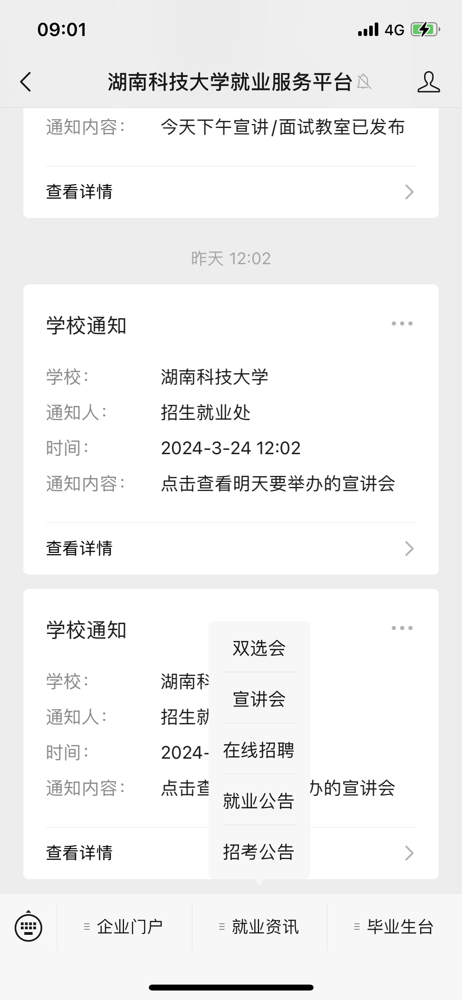 09:01
4G
湖南科技大学就业服务平台
通知内容： 今天下午宣讲/面试教室已发布
查看详情
昨天 12:02
学校通知
学校： 湖南科技大学
通知人： 招生就业处
时间： 2024-3-24 12:02
通知内容： 点击查看明天要举办的宣讲会
查看详情
学校通知
学校： 湖南科
通知人： 招生就
时间： 2024-
通知内容： 点击查 办的宣讲会
查看详情
双选会
宣讲会
在线招聘
就业公告
招考公告
企业门户
就业资讯
毕业生台